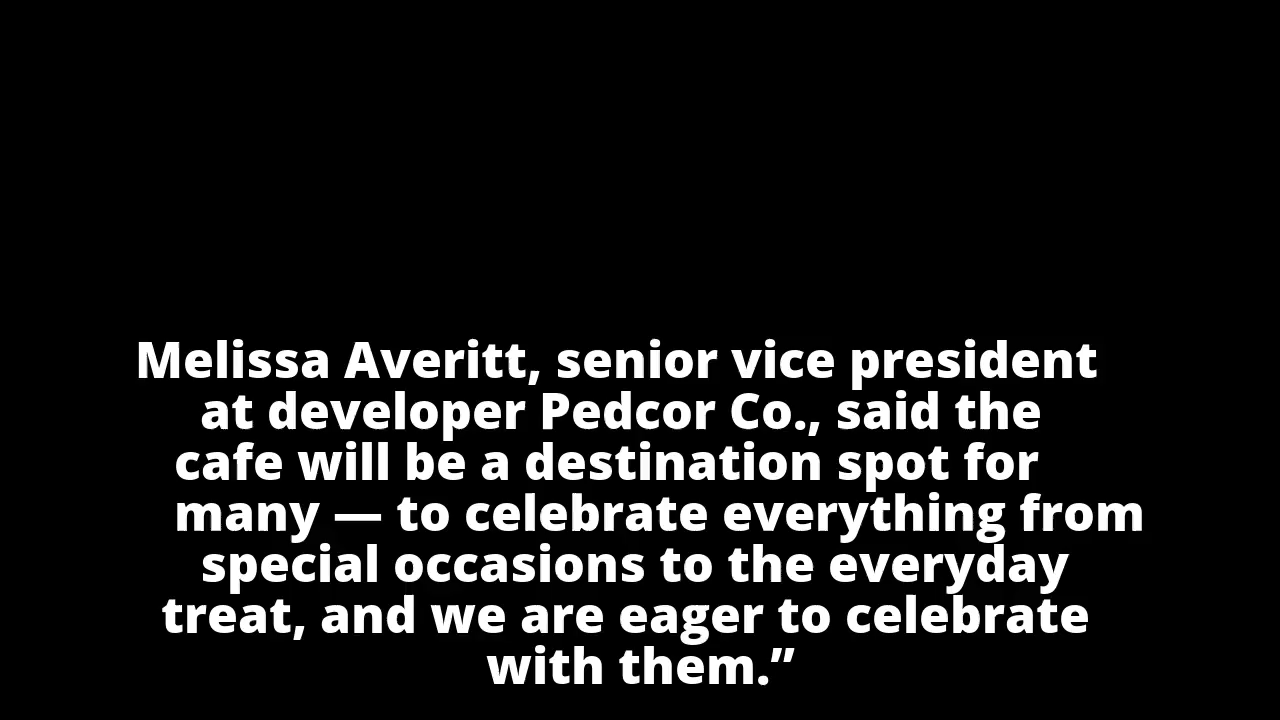 Melissa Averitt, senior vice president
at developer Pedcor Co., said the
cafe will be a destination spot for
many — to celebrate everything from
special occasions to the everyday
treat, and we are eager to celebrate
with them.”